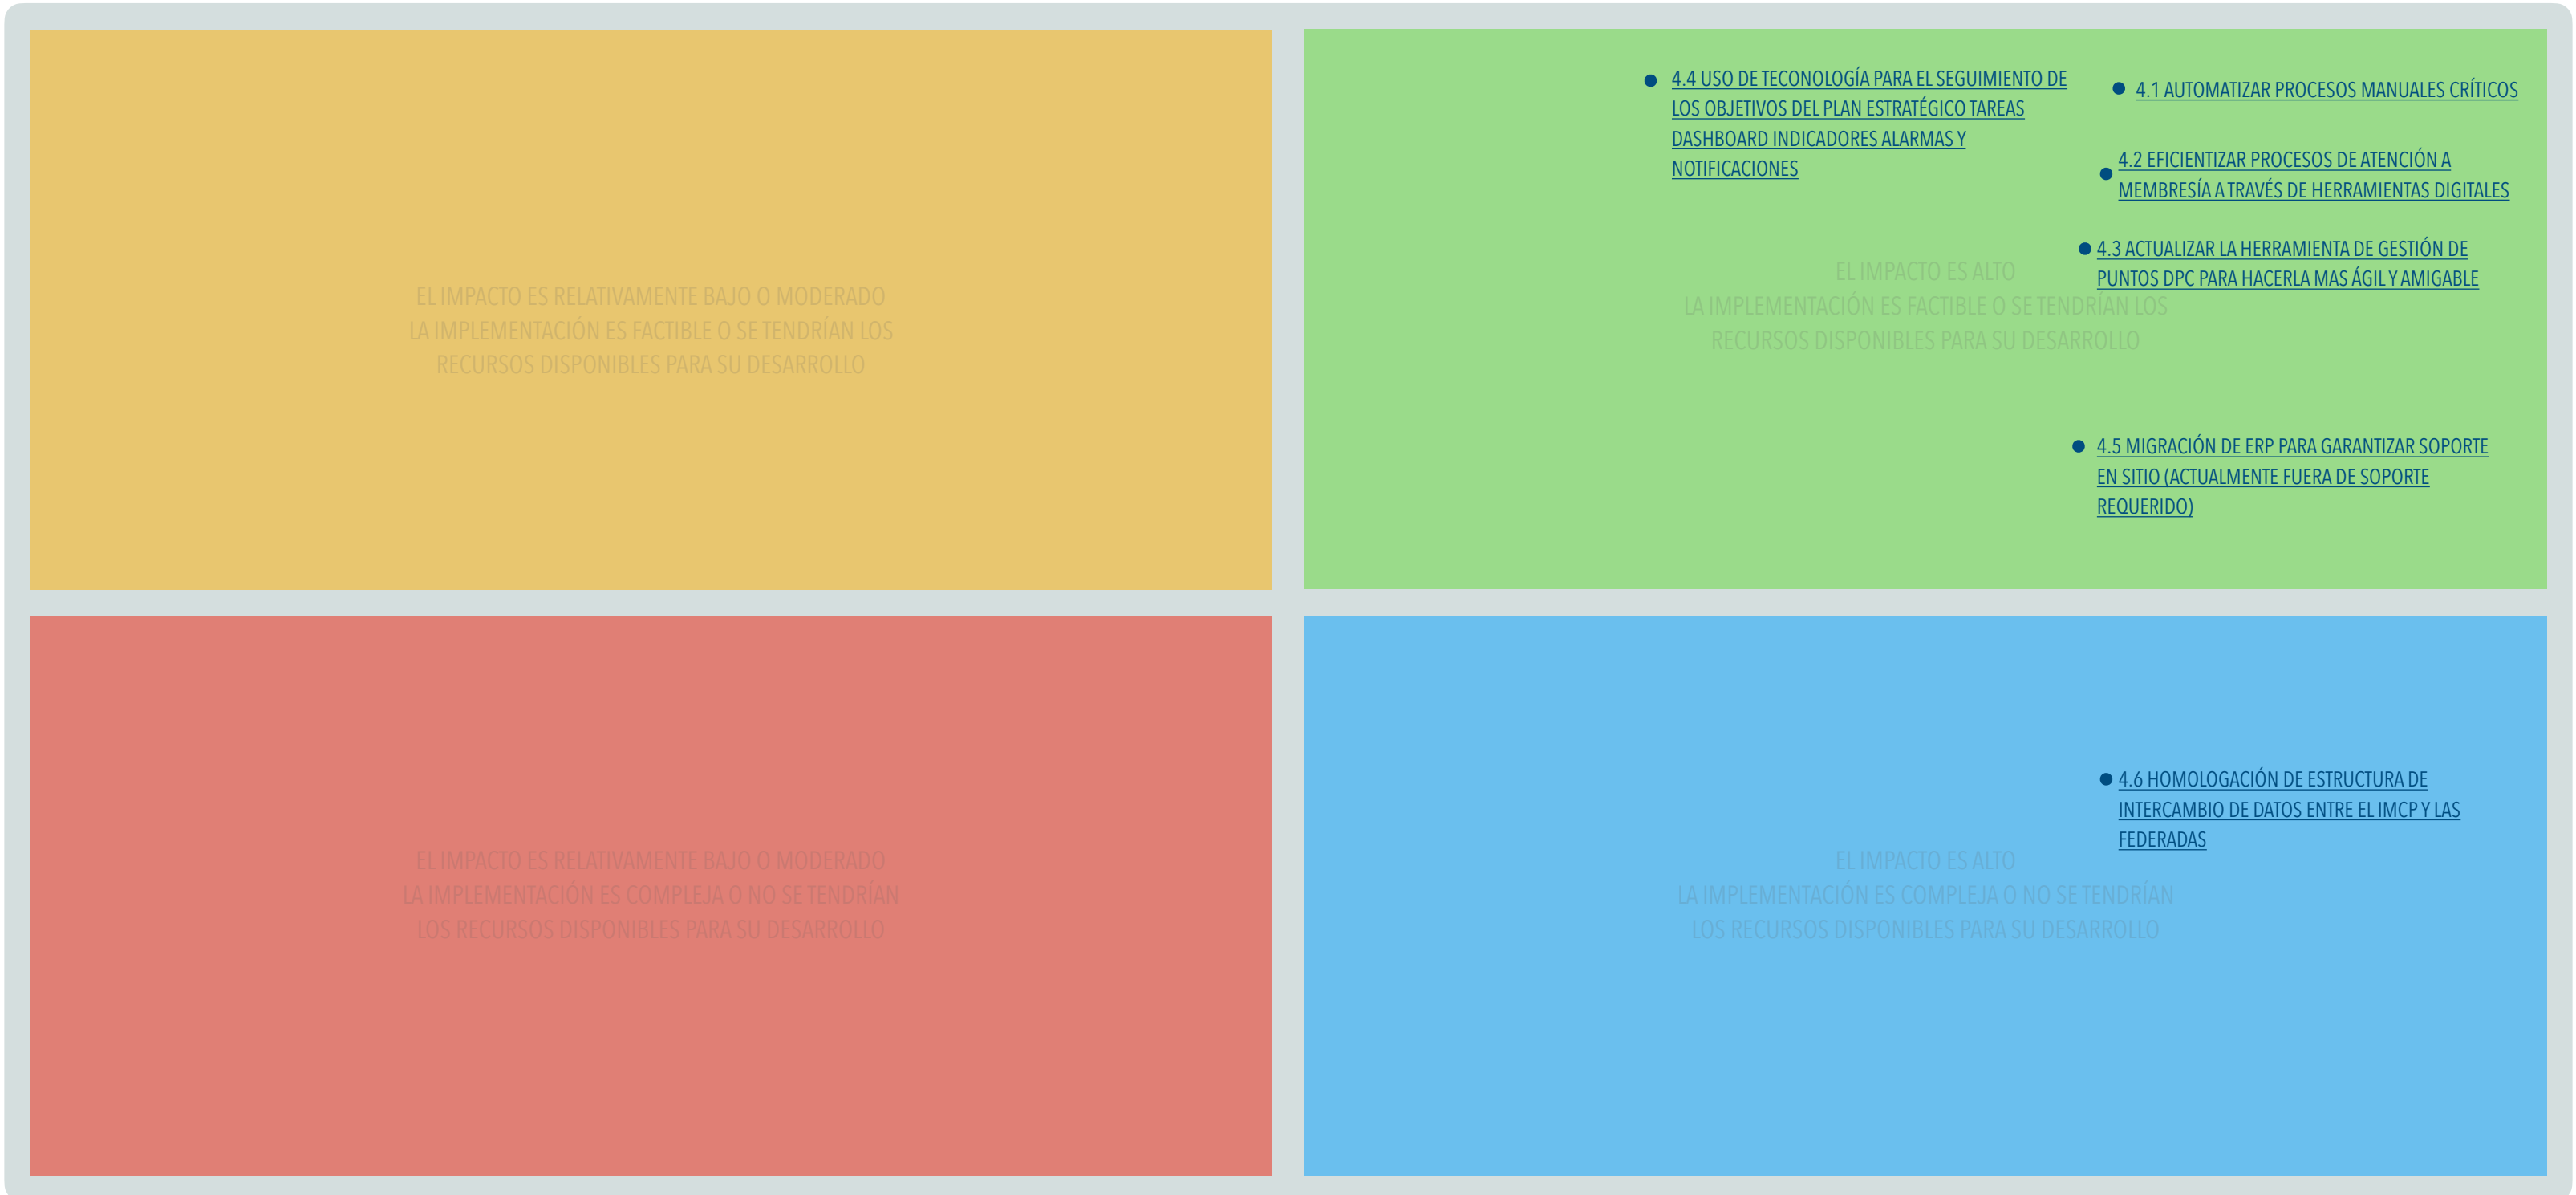 EL IMPACTO ES RELATIVAMENTE BAJO O MODERADO
LA IMPLEMENTACIÓN ES FACTIBLE O SE TENDRÍAN LOS
RECURSOS DISPONIBLES PARA SU DESARROLLO
4.4 USO DE TECONOLOGÍA PARA EL SEGUIMIENTO DE
LOS OBJETIVOS DEL PLAN ESTRATÉGICO TAREAS
DASHBOARD INDICADORES ALARMAS Y
NOTIFICACIONES
4.1 AUTOMATIZAR PROCESOS MANUALES CRÍTICOS
4.2 EFICIENTIZAR PROCESOS DE ATENCIÓN A
MEMBRESÍA A TRAVÉS DE HERRAMIENTAS DIGITALES
4.3 ACTUALIZAR LA HERRAMIENTA DE GESTIÓN DE
PUNTOS DPC PARA HACERLA MAS ÁGIL Y AMIGABLE
EL IMPACTO ES ALTO
LA IMPLEMENTACIÓN ES FACTIBLE O SE TENDRÍAN LOS
RECURSOS DISPONIBLES PARA SU DESARROLLO
4.5 MIGRACIÓN DE ERP PARA GARANTIZAR SOPORTE
EN SITIO (ACTUALMENTE FUERA DE SOPORTE
REQUERIDO)
EL IMPACTO ES RELATIVAMENTE BAJO O MODERADO
LA IMPLEMENTACIÓN ES COMPLEJA O NO SE TENDRÍAN
LOS RECURSOS DISPONIBLES PARA SU DESARROLLO
4.6 HOMOLOGACIÓN DE ESTRUCTURA DE
INTERCAMBIO DE DATOS ENTRE EL IMCP Y LAS
FEDERADAS
EL IMPACTO ES ALTO
LA IMPLEMENTACIÓN ES COMPLEJA O NO SE TENDRÍAN
LOS RECURSOS DISPONIBLES PARA SU DESARROLLO